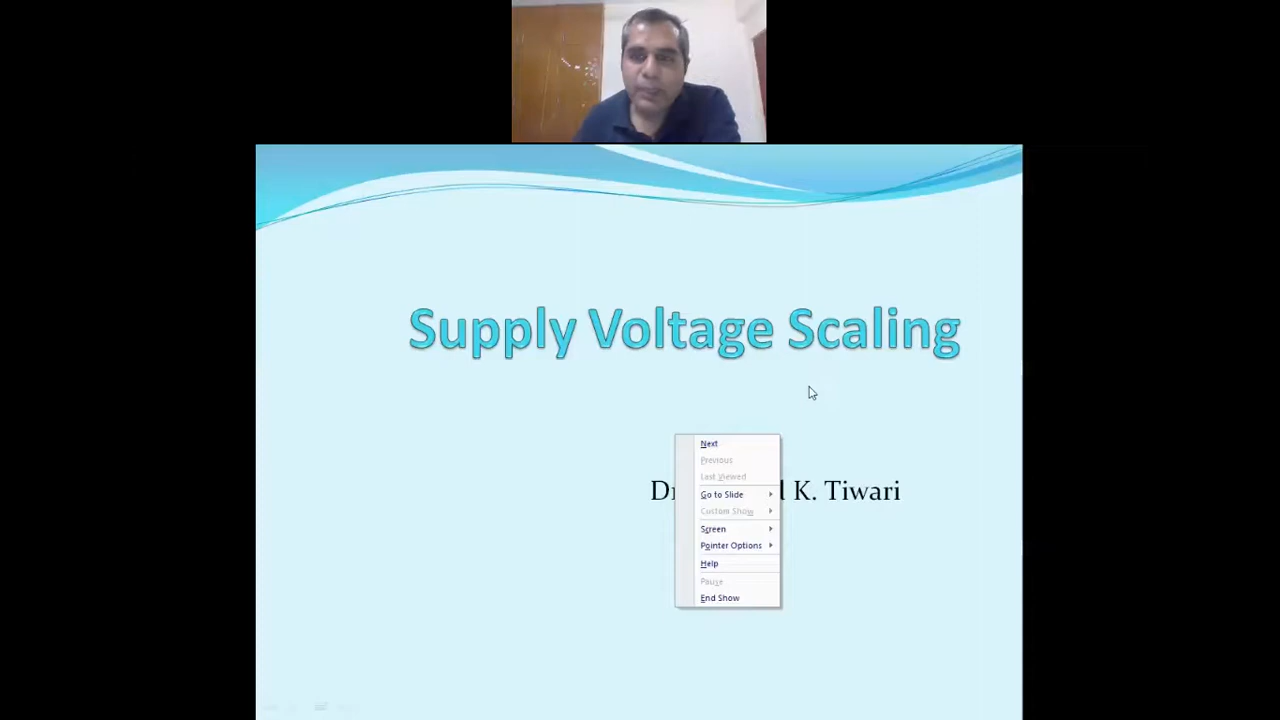 Supply Voltage Scaling
Dr K. Tiwari
Next
Previous
Last Viewed
Go to Slide
Custom Show
Screen
Pointer Options
Help
Pause
End Show